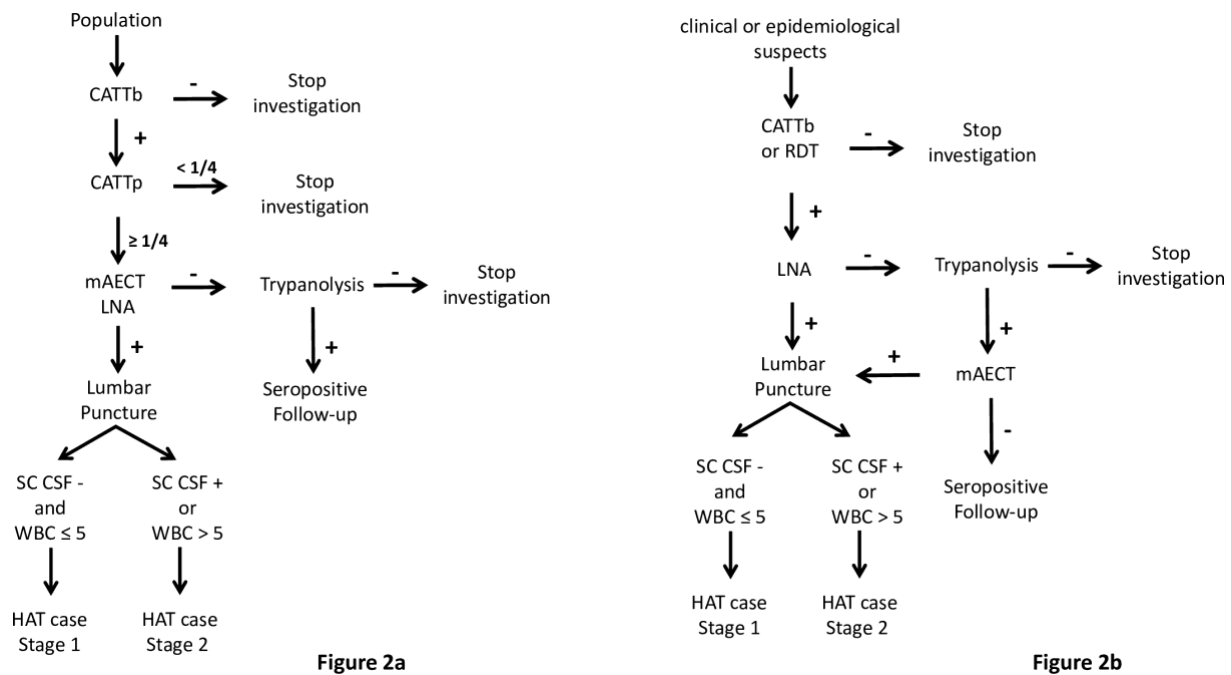 Population
CATTb
-
Stop
investigation
+
CATTp
< 1/4
Stop
investigation
≥ 1/4
mAECT
LNA
-
Trypanolysis
-
Stop
investigation
+
+
Lumbar
Puncture
Seropositive
Follow-up
SC CSF -
and
WBC ≤ 5
SC CSF +
or
WBC > 5
HAT case
Stage 1
HAT case
Stage 2
Figure 2a
clinical or epidemiological
suspects
CATTb
or RDT
-
Stop
investigation
+
LNA
-
Trypanolysis
-
Stop
investigation
+
+
Lumbar
Puncture
+
mAECT
-
SC CSF -
and
WBC ≤ 5
SC CSF +
or
WBC > 5
Seropositive
Follow-up
HAT case
Stage 1
HAT case
Stage 2
Figure 2b